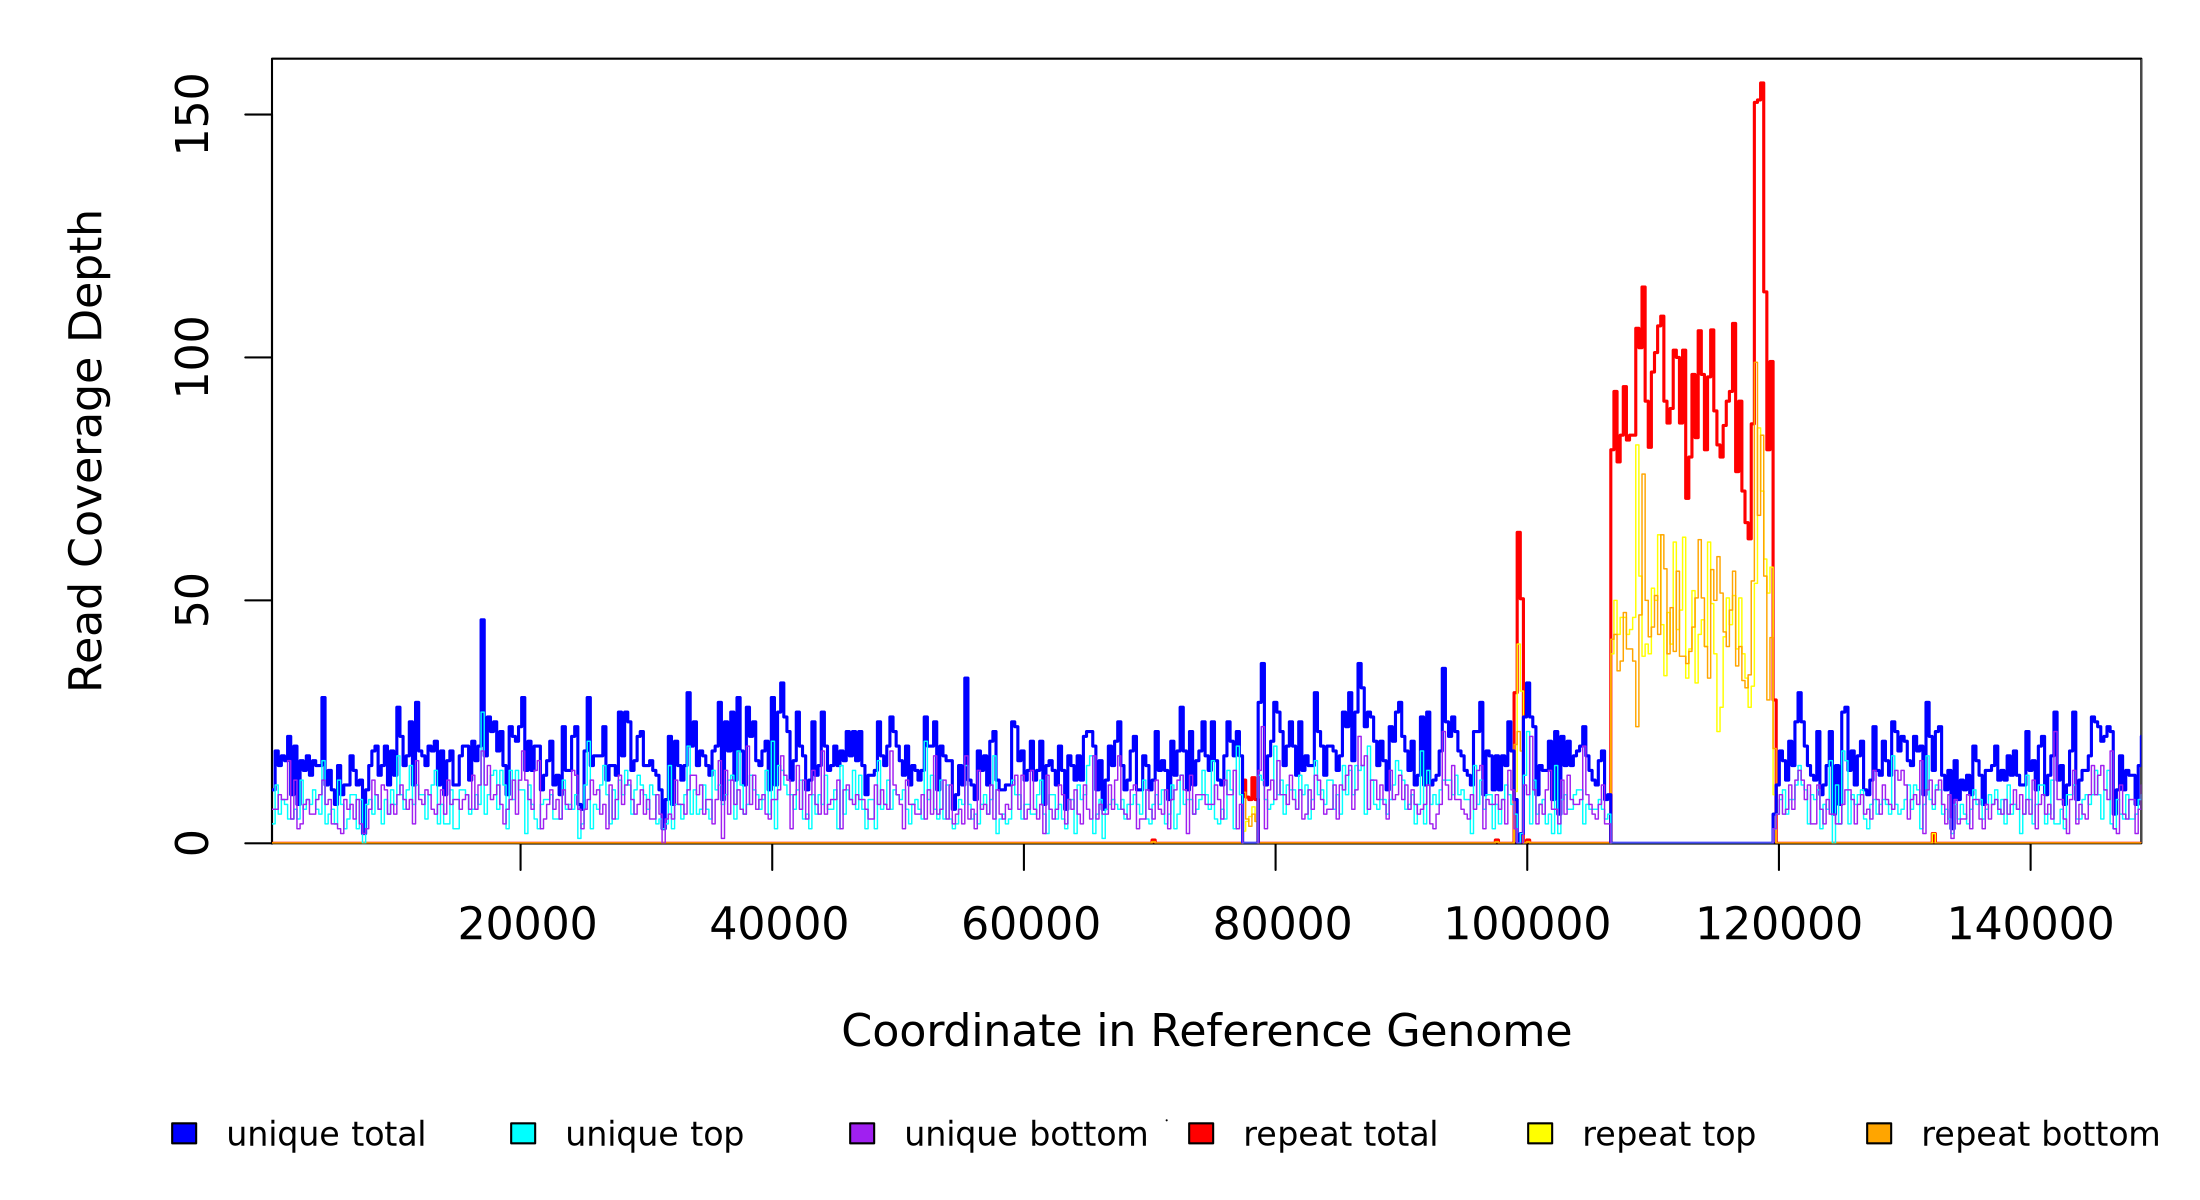 Read Coverage Depth
150
100
50
0
20000 40000 60000 80000 100000 120000 140000
Coordinate in Reference Genome
unique total unique top unique bottom repeat total repeat top repeat bottom